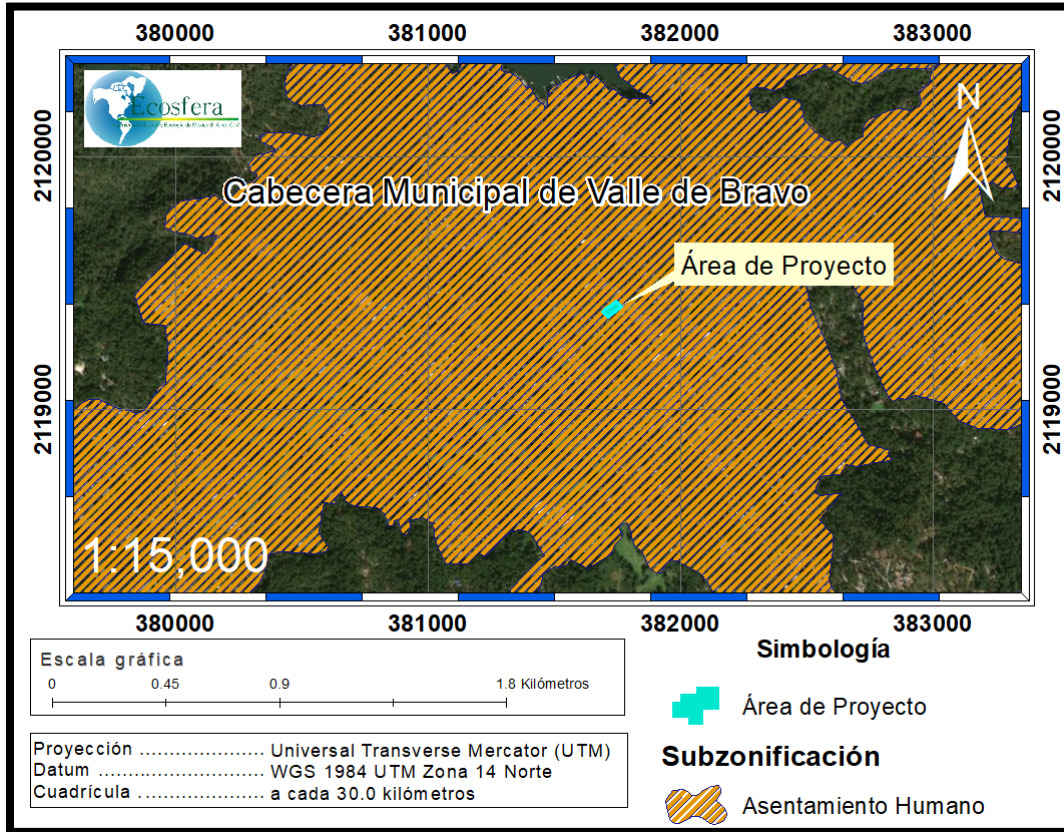 380000 381000 382000 383000
Ecosfera
N
2120000 2120000
Cabecera Municipal de Valle de Bravo
Área de Proyecto
2119000 2119000
1:15,000
380000 381000 382000 383000
Escala gráfica
0 0.45 0.9 1.8 Kilómetros
Proyección ..................... Universal Transverse Mercator (UTM)
Datum ........................... WGS 1984 UTM Zona 14 Norte
Cuadrícula ..................... a cada 30.0 kilómetros
Simbología
Área de Proyecto
Subzonificación
Asentamiento Humano